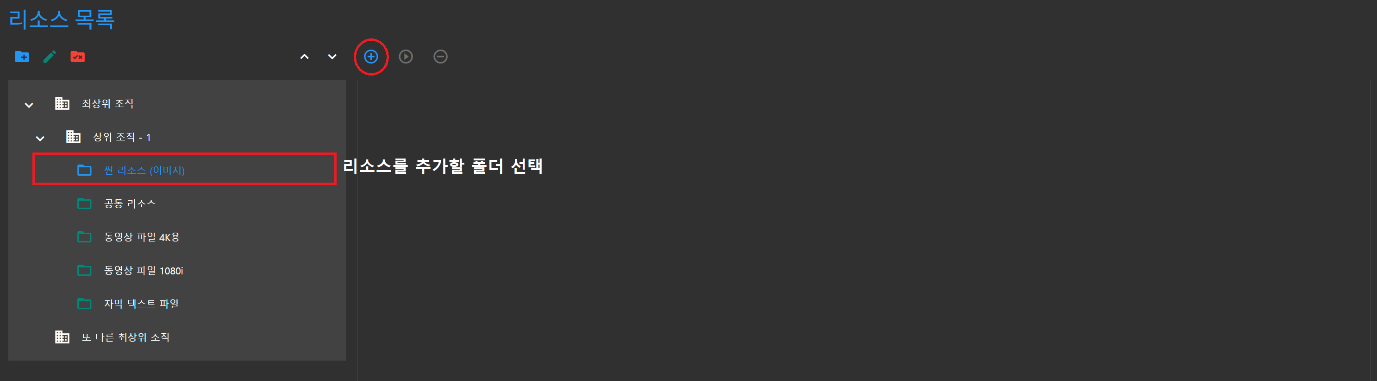 리소스 목록
최상위 조직
상위 조직 - 1
씬 리소스 (이미지)
리소스를 추가할 폴더 선택
공통 리소스
동영상 파일 4K용
동영상 파일 1080i
자막 텍스트 파일
또 다른 최상위 조직